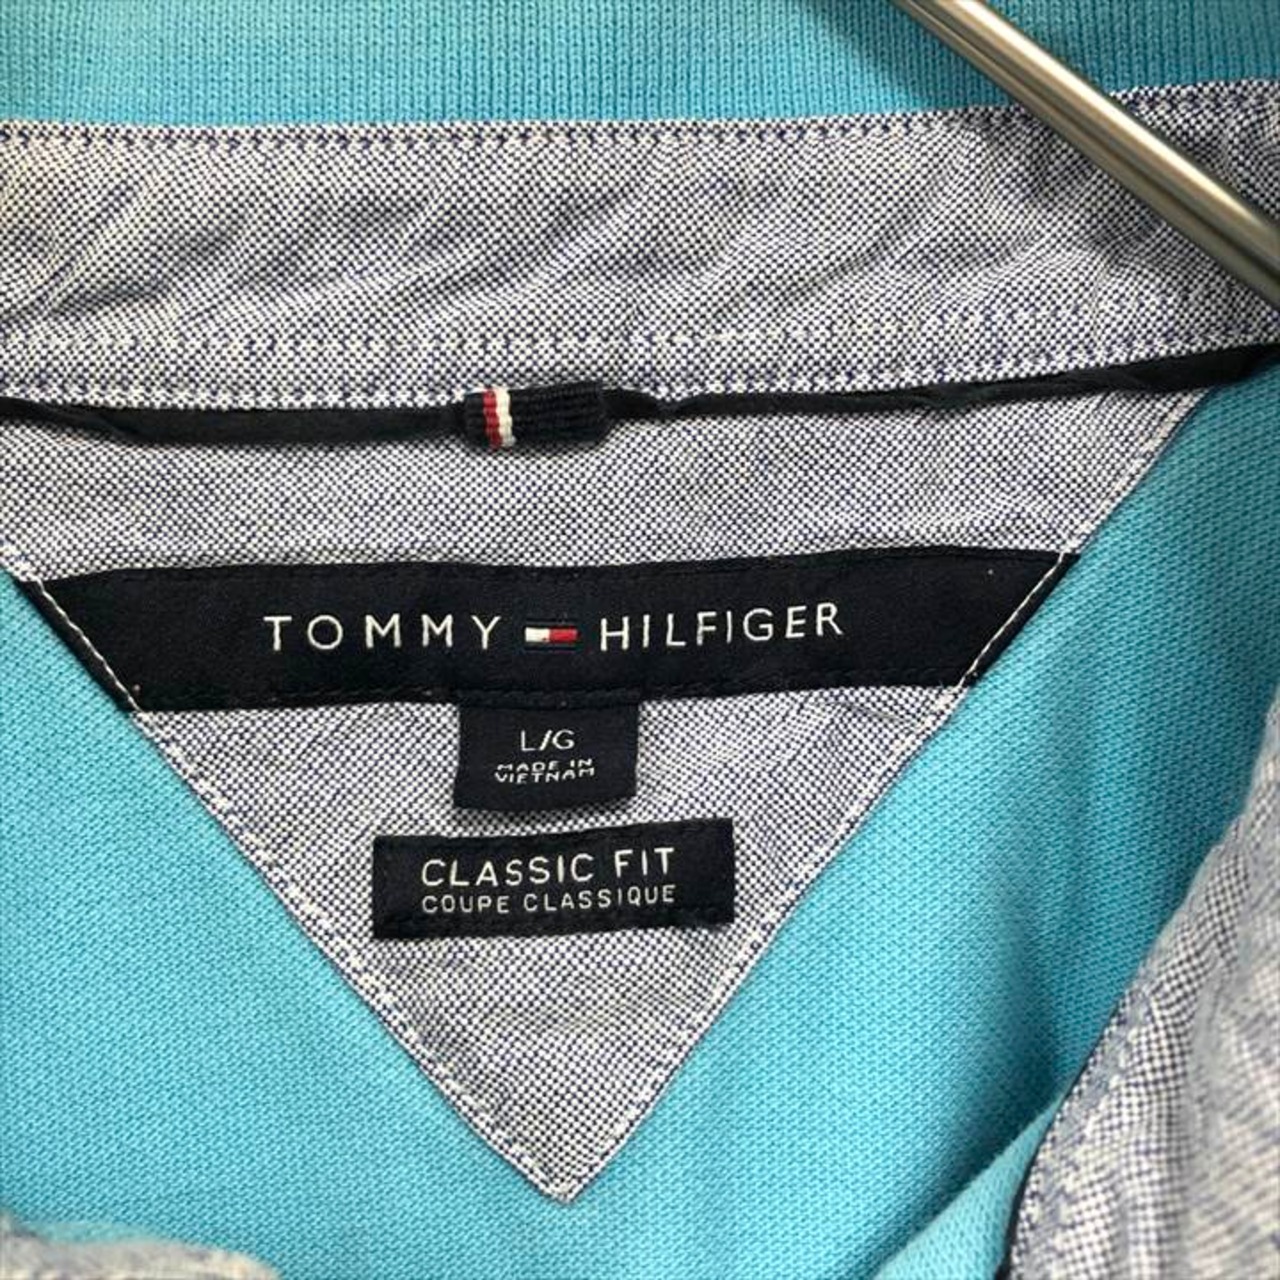 TOMMY HILFIGER
L/G
MADE IN
VIETNAM
CLASSIC FIT
COUPE CLASSIQUE